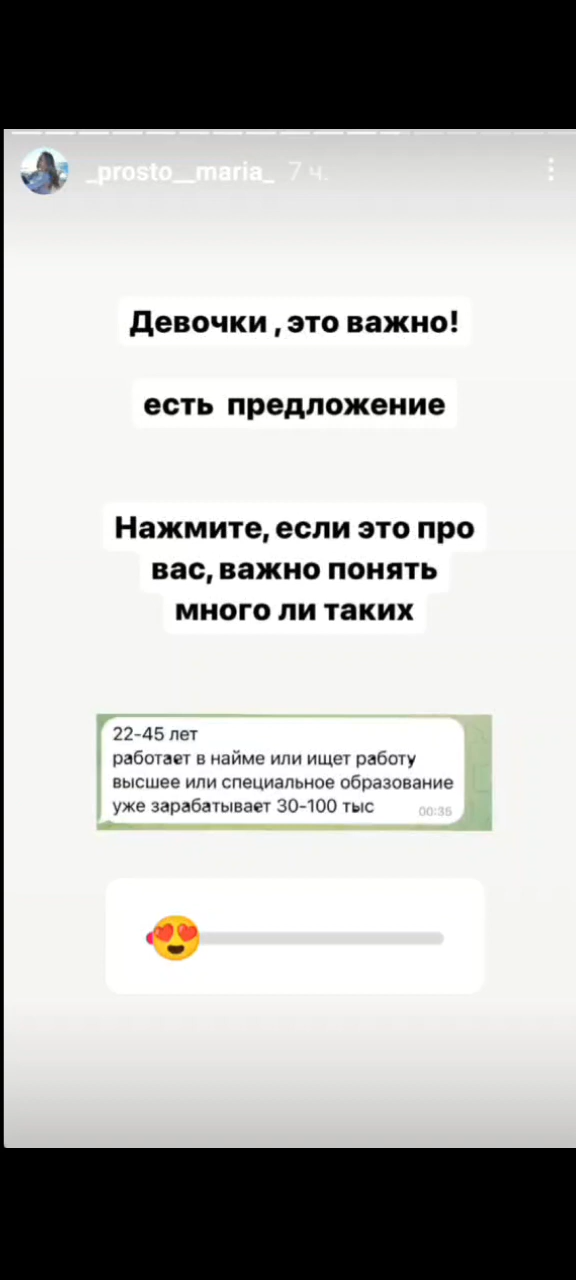 _prosto__maria_ 7 ч.
Девочки , это важно!
есть предложение
Нажмите, если это про
вас, важно понять
много ли таких
22-45 лет
работает в найме или ищет работу
высшее или специальное образование
уже зарабатывает 30-100 тыс
00:35